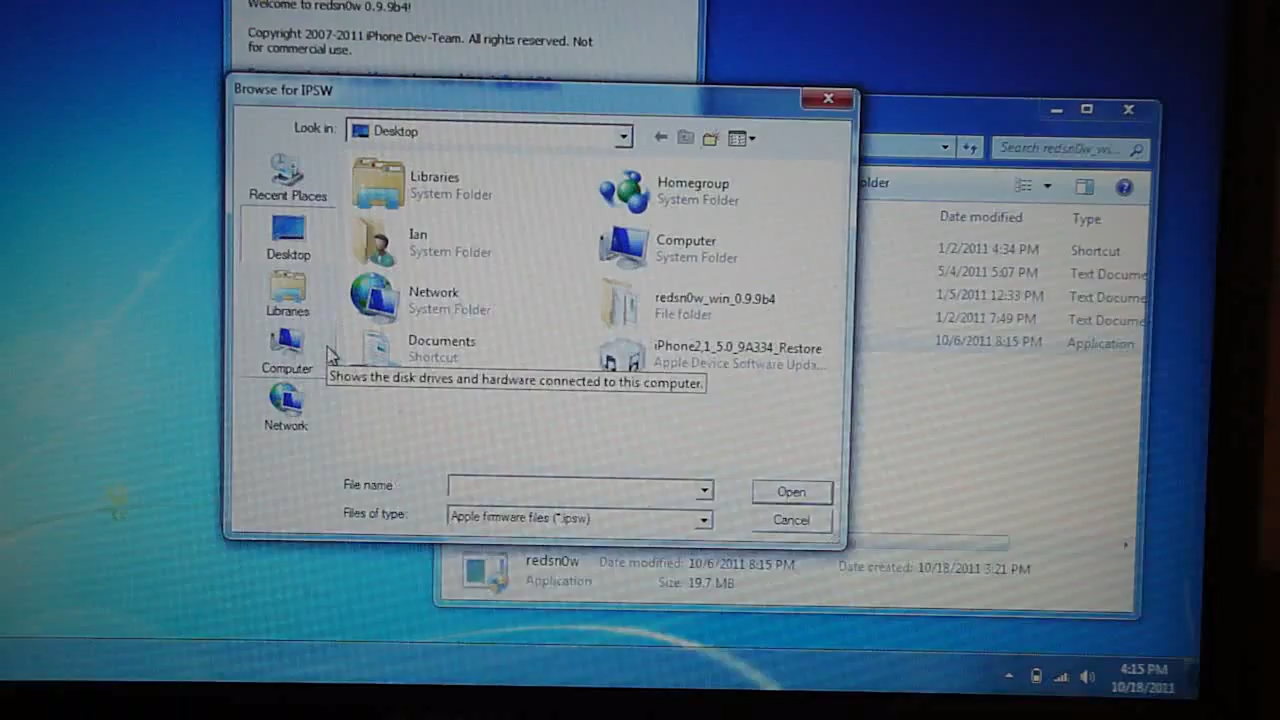 Welcome to redsn0w 0.9.9b4!
Copyright 2007-2011 iPhone Dev-Team. All rights reserved. Not
for commercial use.
Browse for IPSW
Look in:
Desktop
Search redsn0w_wi...
Recent Places
Desktop
Libraries
Computer
Network
Libraries
System Folder
Ian
System Folder
Network
System Folder
Documents
Shortcut
Homegroup
System Folder
Computer
System Folder
redsn0w_win_0.9.9b4
File folder
iPhone2,1_5.0_9A334_Restore
Apple Device Software Upda...
Shows the disk drives and hardware connected to this computer.
older
Date modified Type
1/2/2011 4:34 PM Shortcut
5/4/2011 5:07 PM Text Docume
1/5/2011 12:33 PM Text Docume
1/2/2011 7:49 PM Text Docume
10/6/2011 8:15 PM Application
File name:
Open
Files of type:
Apple firmware files (*.ipsw)
Cancel
redsn0w Date modified: 10/6/2011 8:15 PM Date created: 10/18/2011 3:21 PM
Application Size: 19.7 MB
4:15 PM
10/18/2011